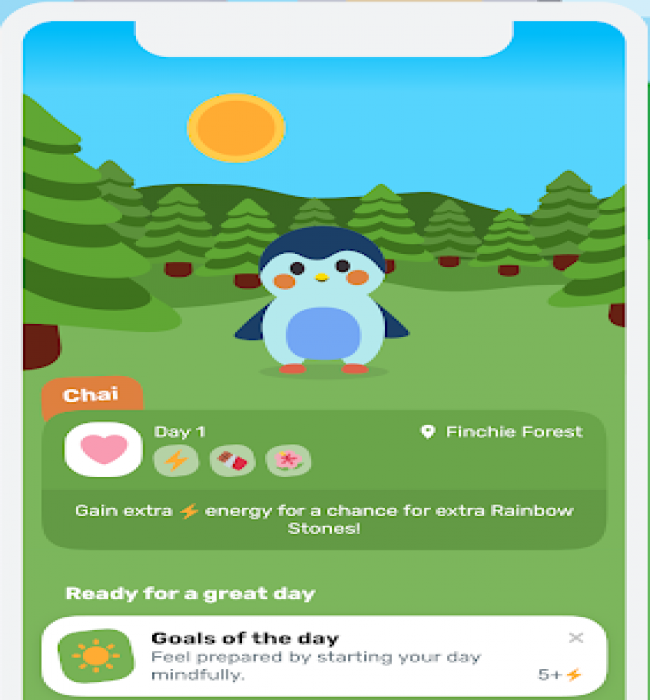 Chai
Day 1
Finchie Forest
Gain extra ⚡ energy for a chance for extra Rainbow
Stones!
Ready for a great day
Goals of the day
Feel prepared by starting your day
mindfully.
5+⚡